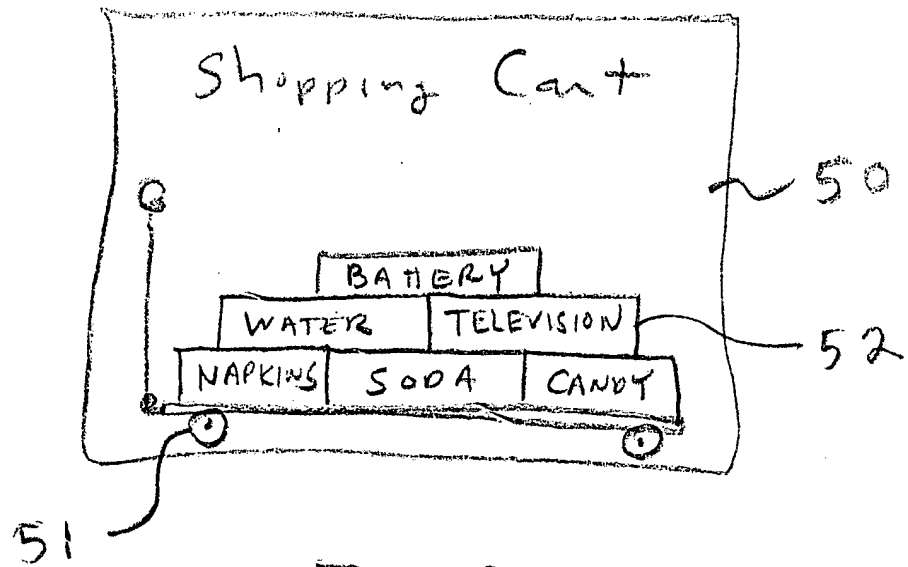 Shopping Cart
50
BATTERY
WATER TELEVISION
52
NAPKINS SODA CANDY
51